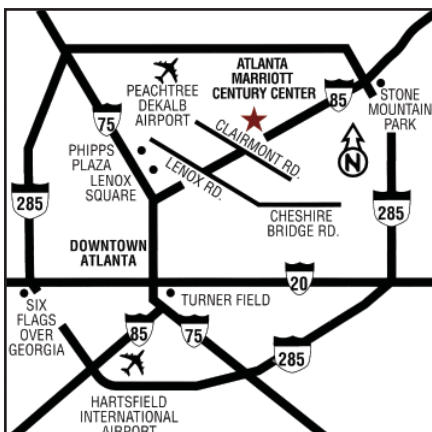 ATLANTA
MARRIOTT
CENTURY CENTER
PEACHTREE
DEKALB
AIRPORT
85
STONE
MOUNTAIN
PARK
75
CLAIRMONT RD.
PHIPPS
PLAZA
LENOX
SQUARE
LENOX RD.
N
285
285
CHESHIRE
BRIDGE RD.
DOWNTOWN
ATLANTA
20
TURNER FIELD
SIX
FLAGS
OVER
GEORGIA
85
75
285
HARTSFIELD
INTERNATIONAL
AIRPORT